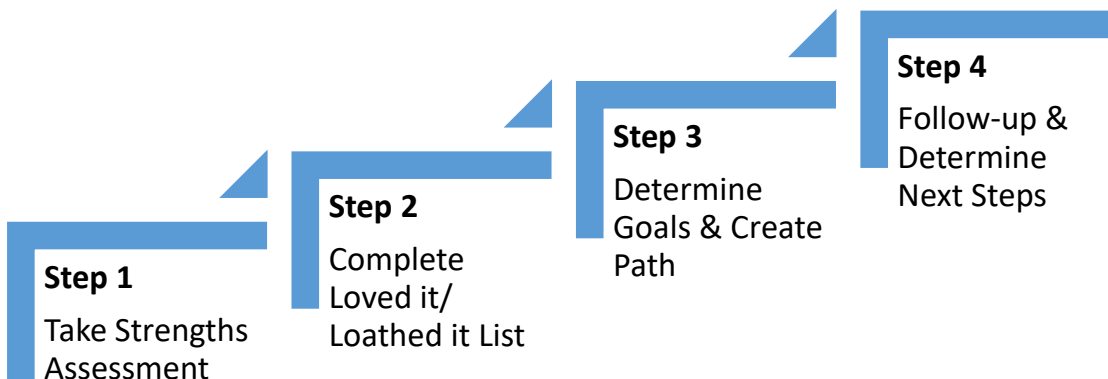 Step 1
Take Strengths
Assessment
Step 2
Complete
Loved it/
Loathed it List
Step 3
Determine
Goals & Create
Path
Step 4
Follow-up &
Determine
Next Steps